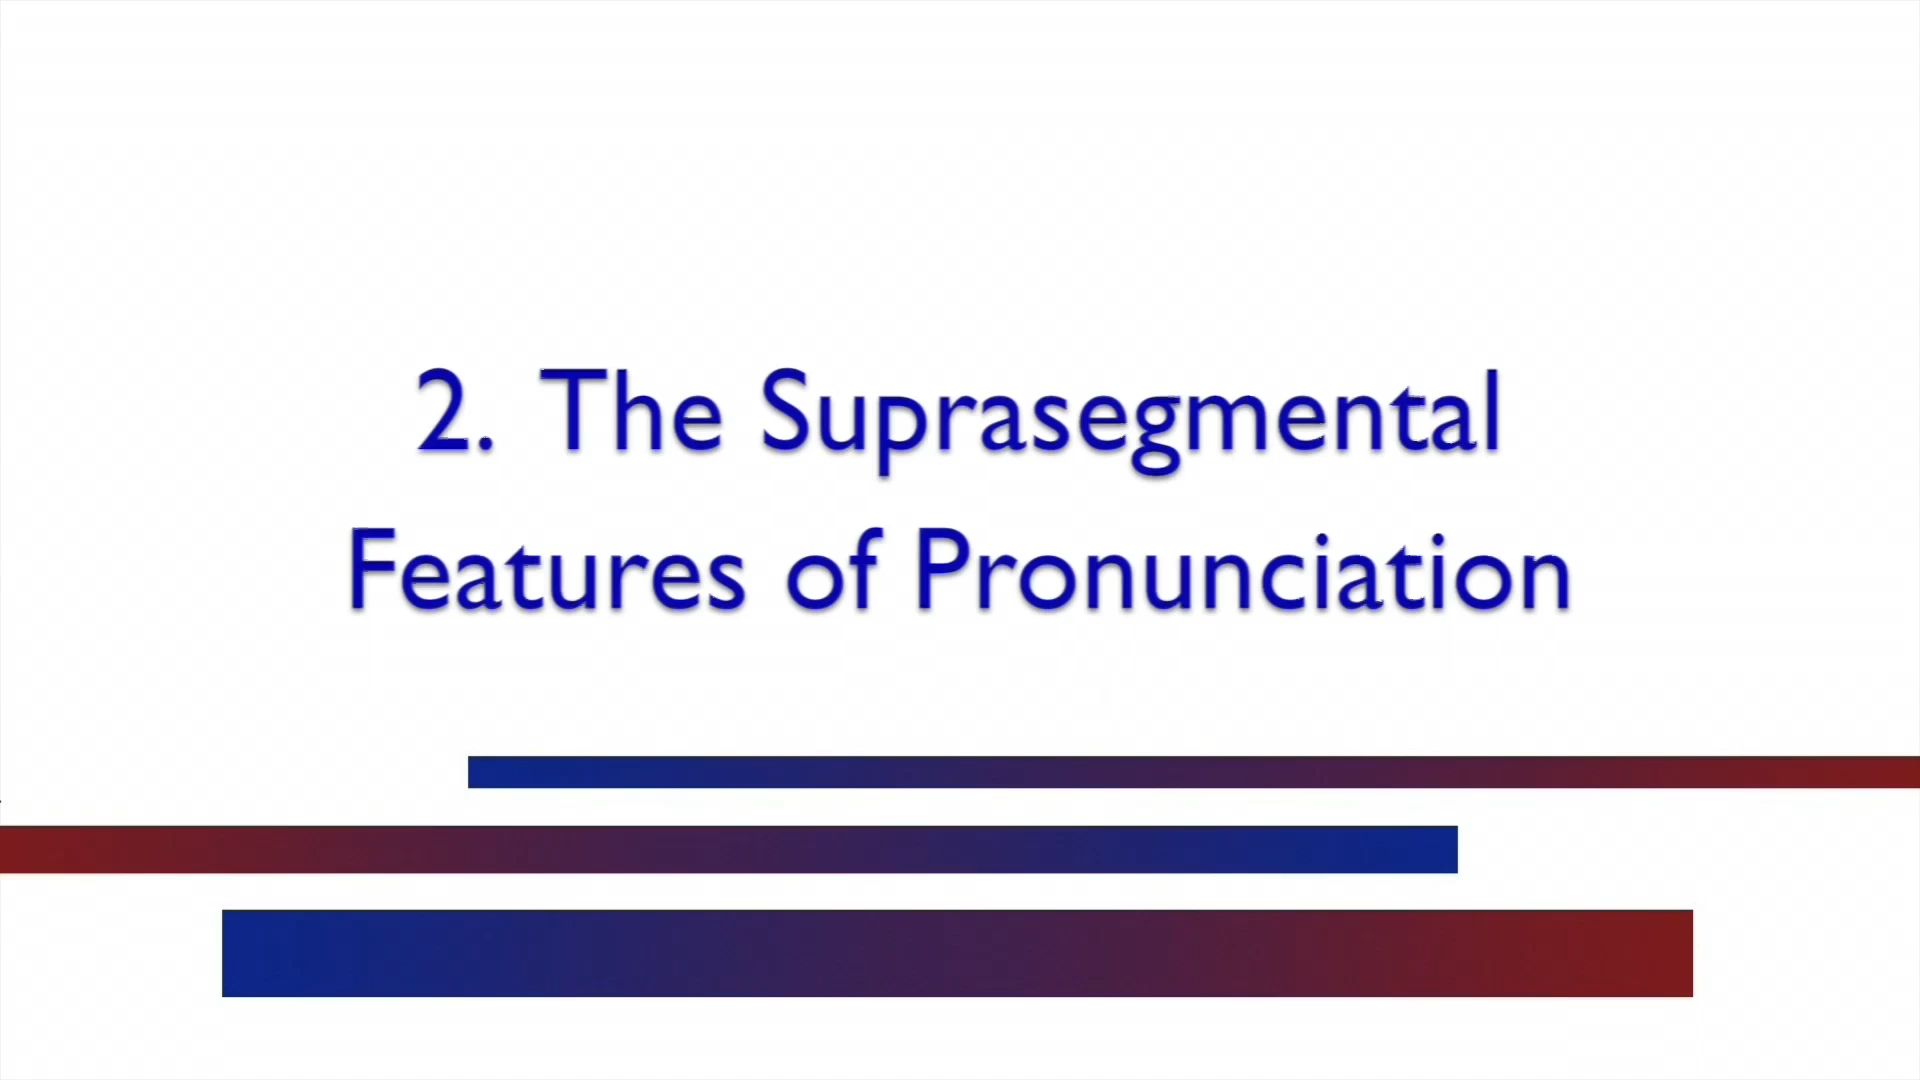 2. The Suprasegmental
Features of Pronunciation